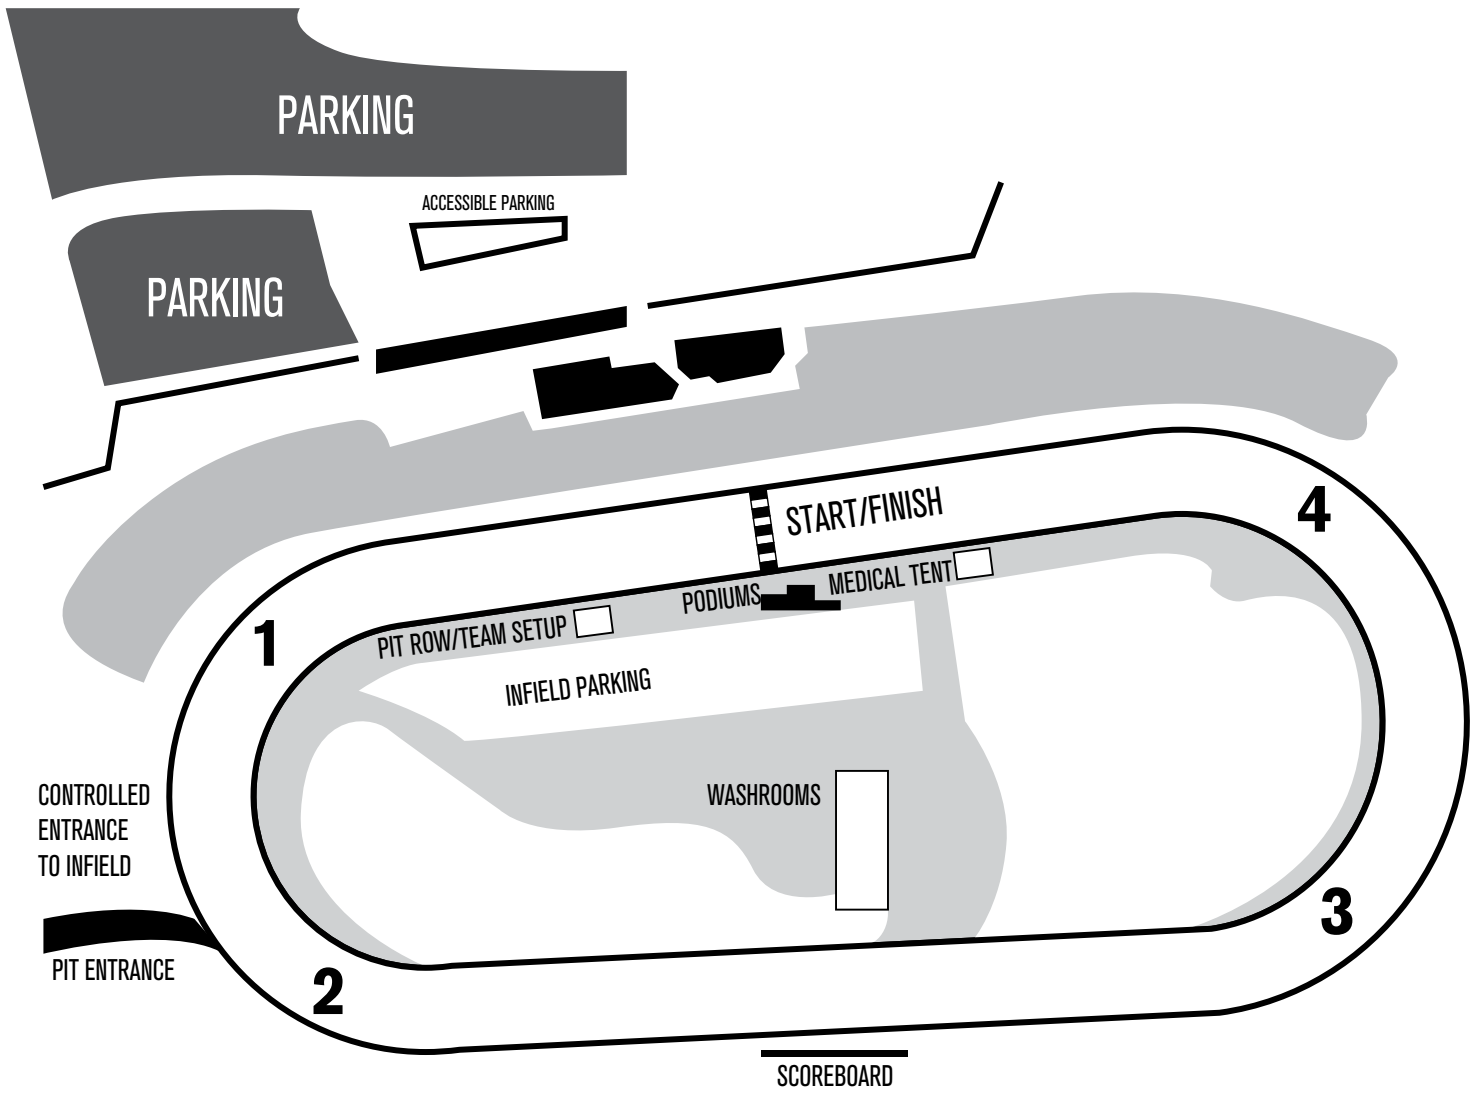 PARKING
ACCESSIBLE PARKING
PARKING
START/FINISH
4
MEDICAL TENT
PODIUMS
PIT ROW/TEAM SETUP
1
INFIELD PARKING
WASHROOMS
CONTROLLED
ENTRANCE
TO INFIELD
3
PIT ENTRANCE
2
SCOREBOARD